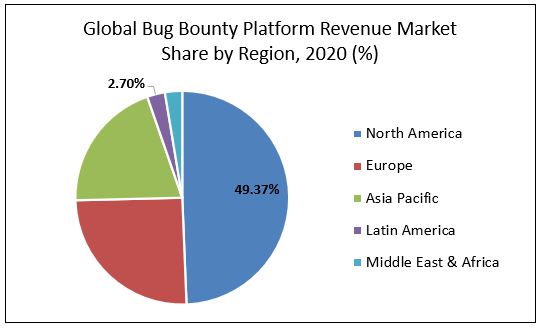 Global Bug Bounty Platform Revenue Market
Share by Region, 2020 (%)
2.70%
49.37%
North America
Europe
Asia Pacific
Latin America
Middle East & Africa